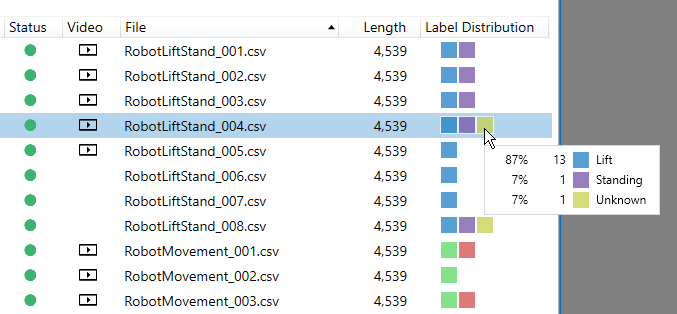 Status Video File Length Label Distribution
RobotLiftStand_001.csv 4,539
RobotLiftStand_002.csv 4,539
RobotLiftStand_003.csv 4,539
RobotLiftStand_004.csv 4,539
RobotLiftStand_005.csv 4,539
87% 13 Lift
RobotLiftStand_006.csv 4,539
7% 1 Standing
RobotLiftStand_007.csv 4,539
7% 1 Unknown
RobotLiftStand_008.csv 4,539
RobotMovement_001.csv 4,539
RobotMovement_002.csv 4,539
RobotMovement_003.csv 4,539